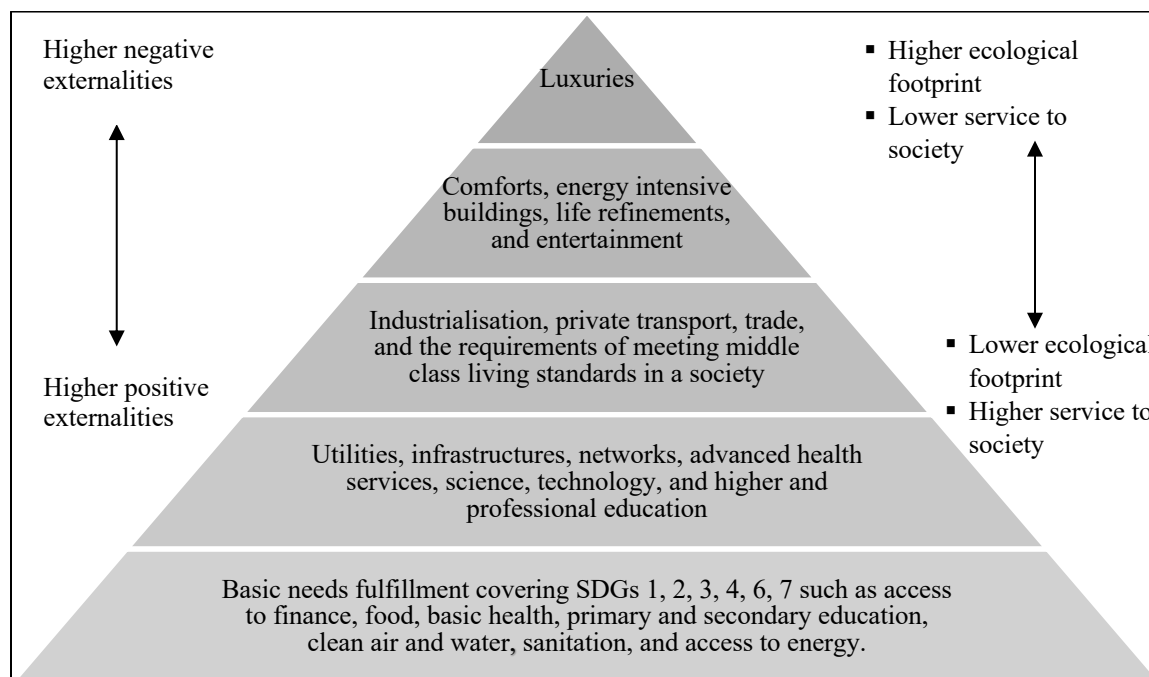 Higher negative
externalities
▪ Higher ecological
footprint
▪ Lower service to
society
Luxuries
Comforts, energy intensive
buildings, life refinements,
and entertainment
Industrialisation, private transport, trade,
and the requirements of meeting middle
class living standards in a society
Higher positive
externalities
▪ Lower ecological
footprint
▪ Higher service to
society
Utilities, infrastructures, networks, advanced health
services, science, technology, and higher and
professional education
Basic needs fulfillment covering SDGs 1, 2, 3, 4, 6, 7 such as access
to finance, food, basic health, primary and secondary education,
clean air and water, sanitation, and access to energy.